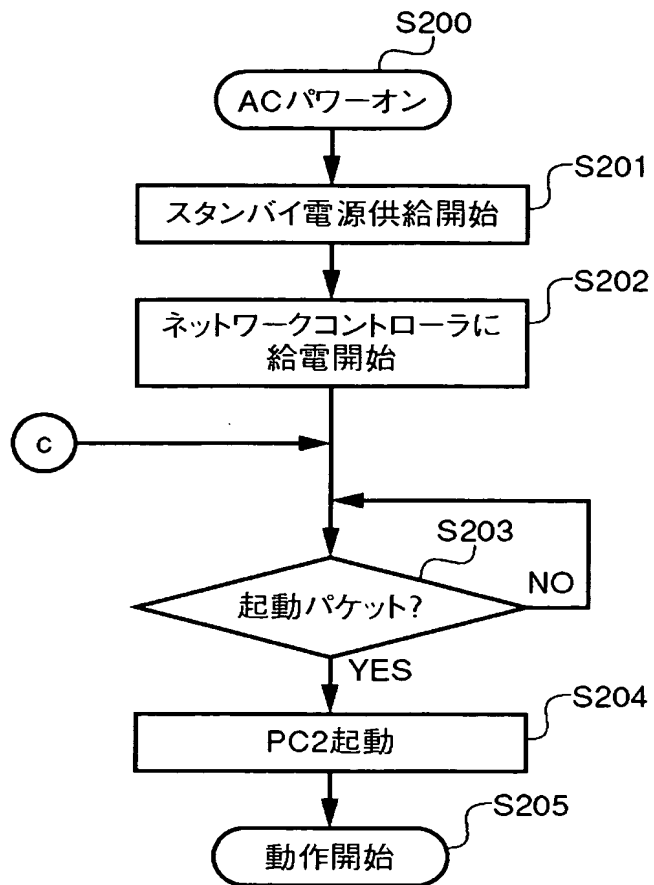 S200
ACパワーオン
S201
スタンバイ電源供給開始
S202
ネットワークコントローラに
給電開始
c
S203
起動パケット?
NO
YES
S204
PC2起動
S205
動作開始